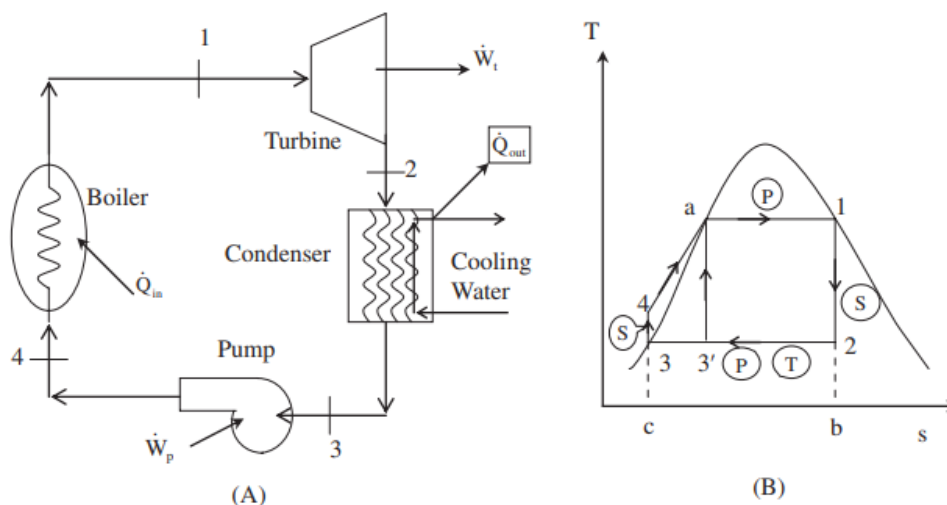 1
Ẇt
Turbine
Q̇out
2
Boiler
Condenser
Cooling
Water
Q̇in
4
Pump
Ẇp
3
(A)
T
P
a
1
4
S
S
3
3′
P
T
2
c
b
s
(B)